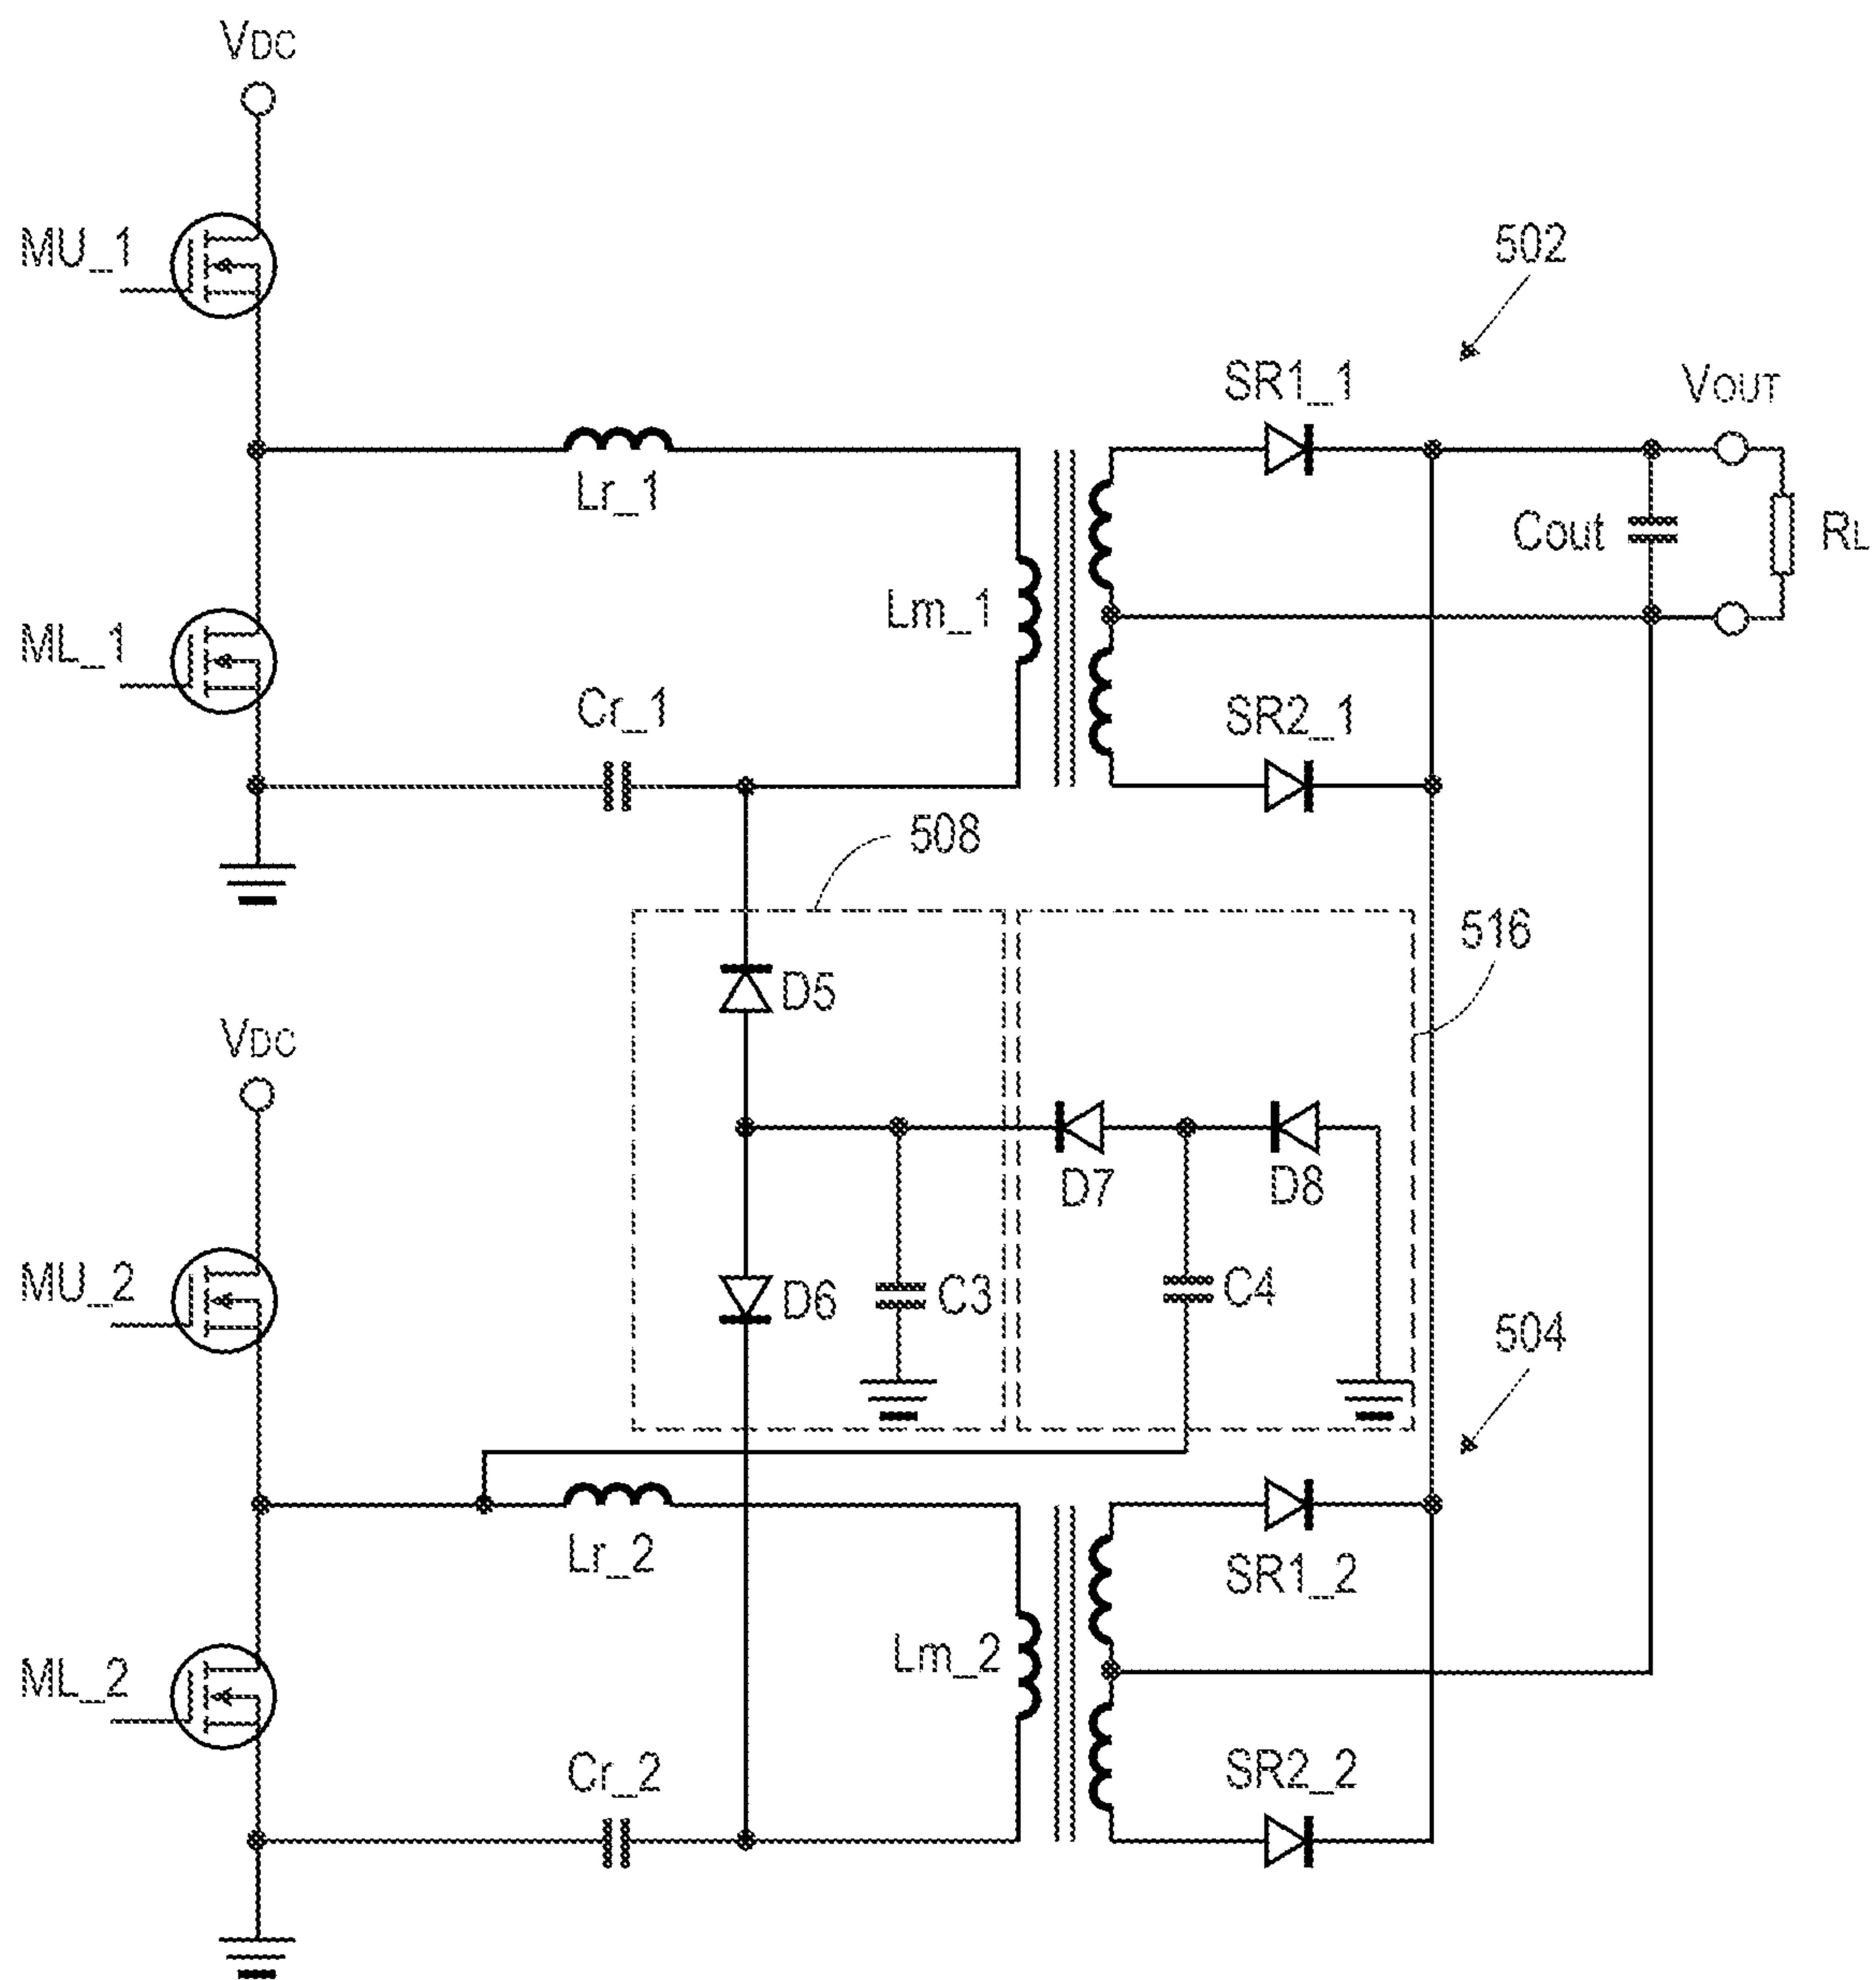 VDC
MU_1
502
SR1_1
VOUT
Lr_1
Cout
RL
Lm_1
ML_1
Cr_1
SR2_1
508
516
D5
VDC
D7
D8
MU_2
D6
C3
C4
504
Lr_2
SR1_2
Lm_2
ML_2
Cr_2
SR2_2